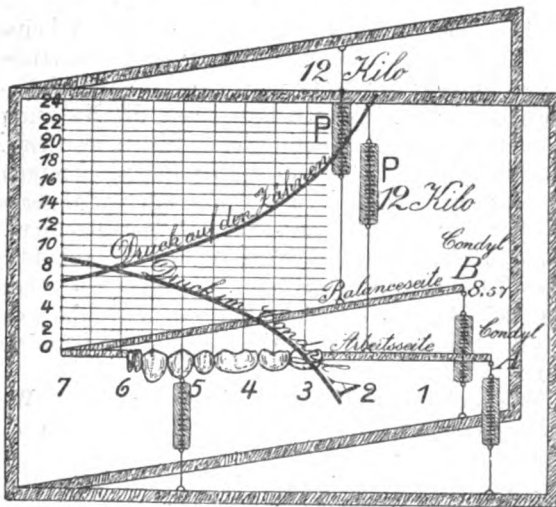 12 Kilo
24
22
20
18
16
14
12
10
8
6
4
2
0
P
P
12 Kilo
Druck auf den Zähnen
Druck im
Condyl
B
8.57
Balanceseite
Condyl
Arbeitsseite
A
7 6 5 4 3 2 1